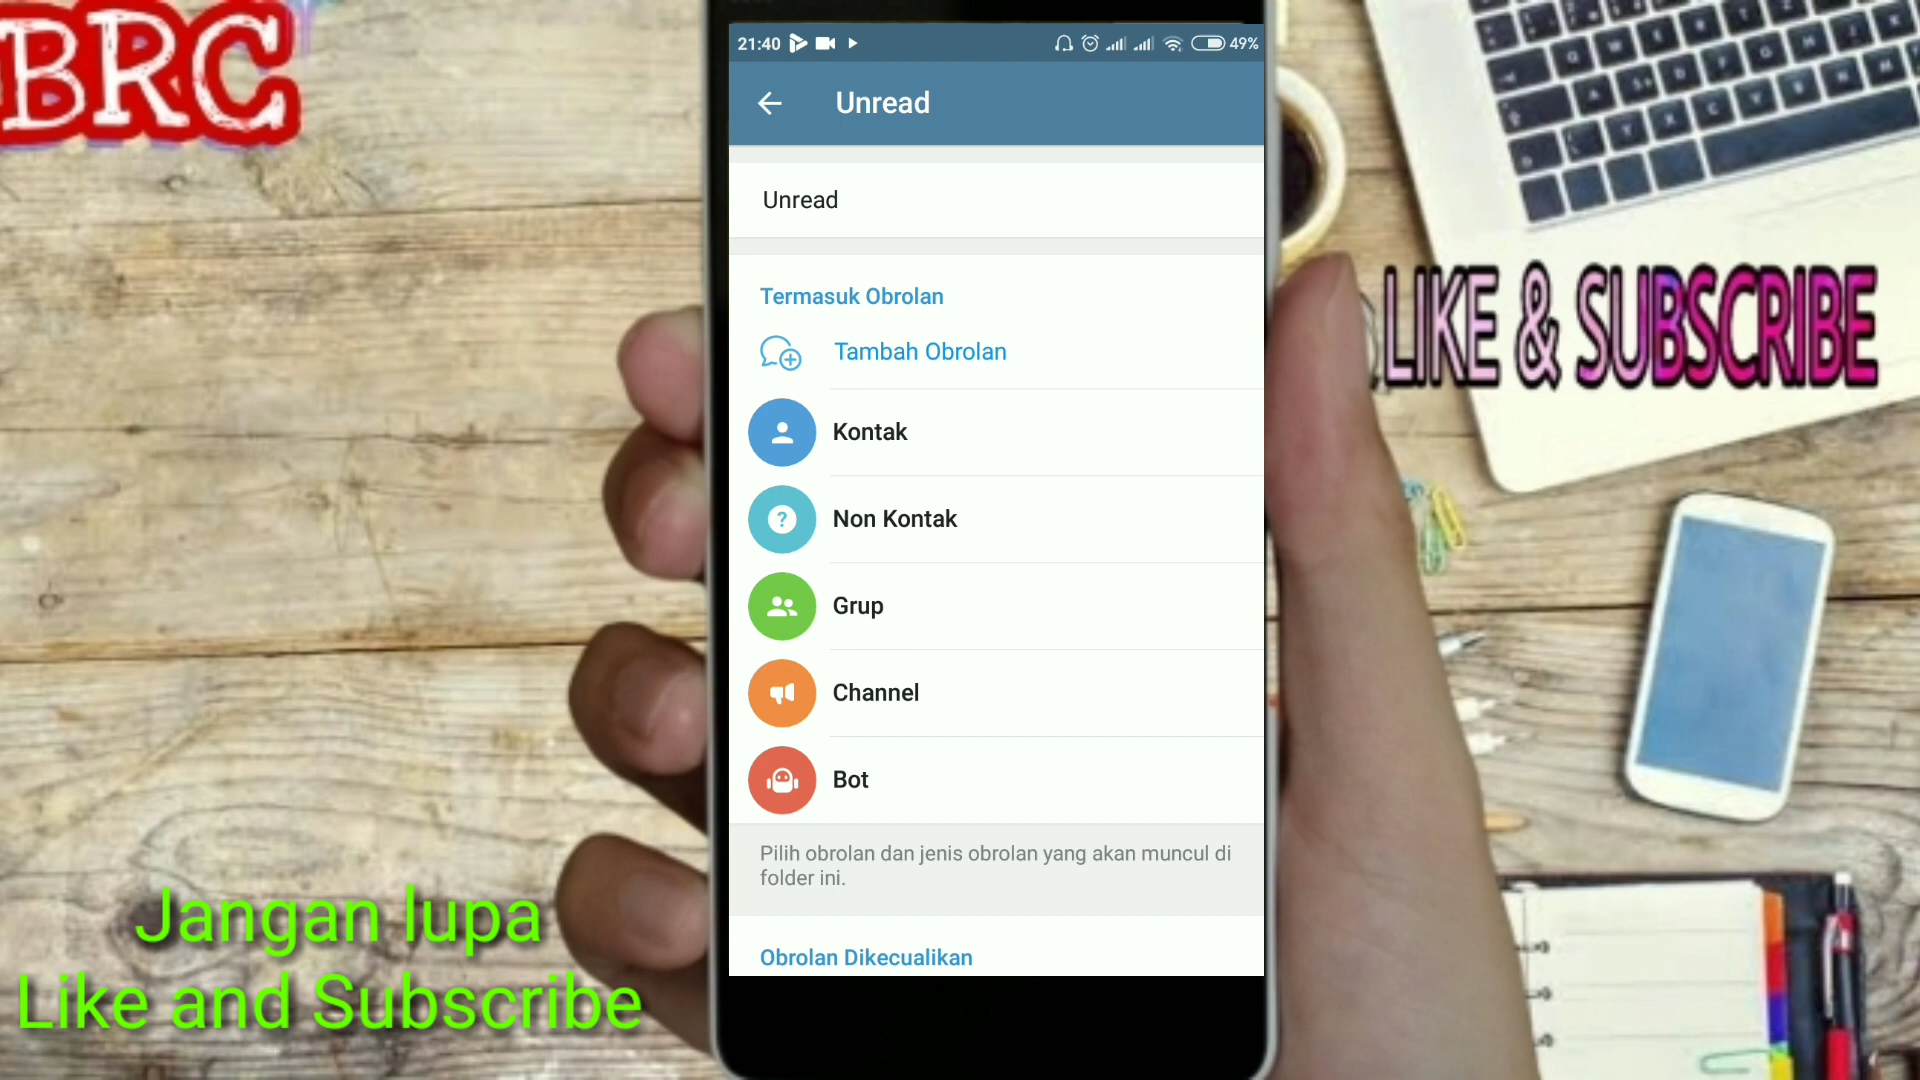 BRC
21:40
49%
Unread
Unread
Termasuk Obrolan
Tambah Obrolan
Kontak
Non Kontak
Grup
Channel
Bot
Pilih obrolan dan jenis obrolan yang akan muncul di
folder ini.
Obrolan Dikecualikan
LIKE & SUBSCRIBE
Jangan lupa
Like and Subscribe